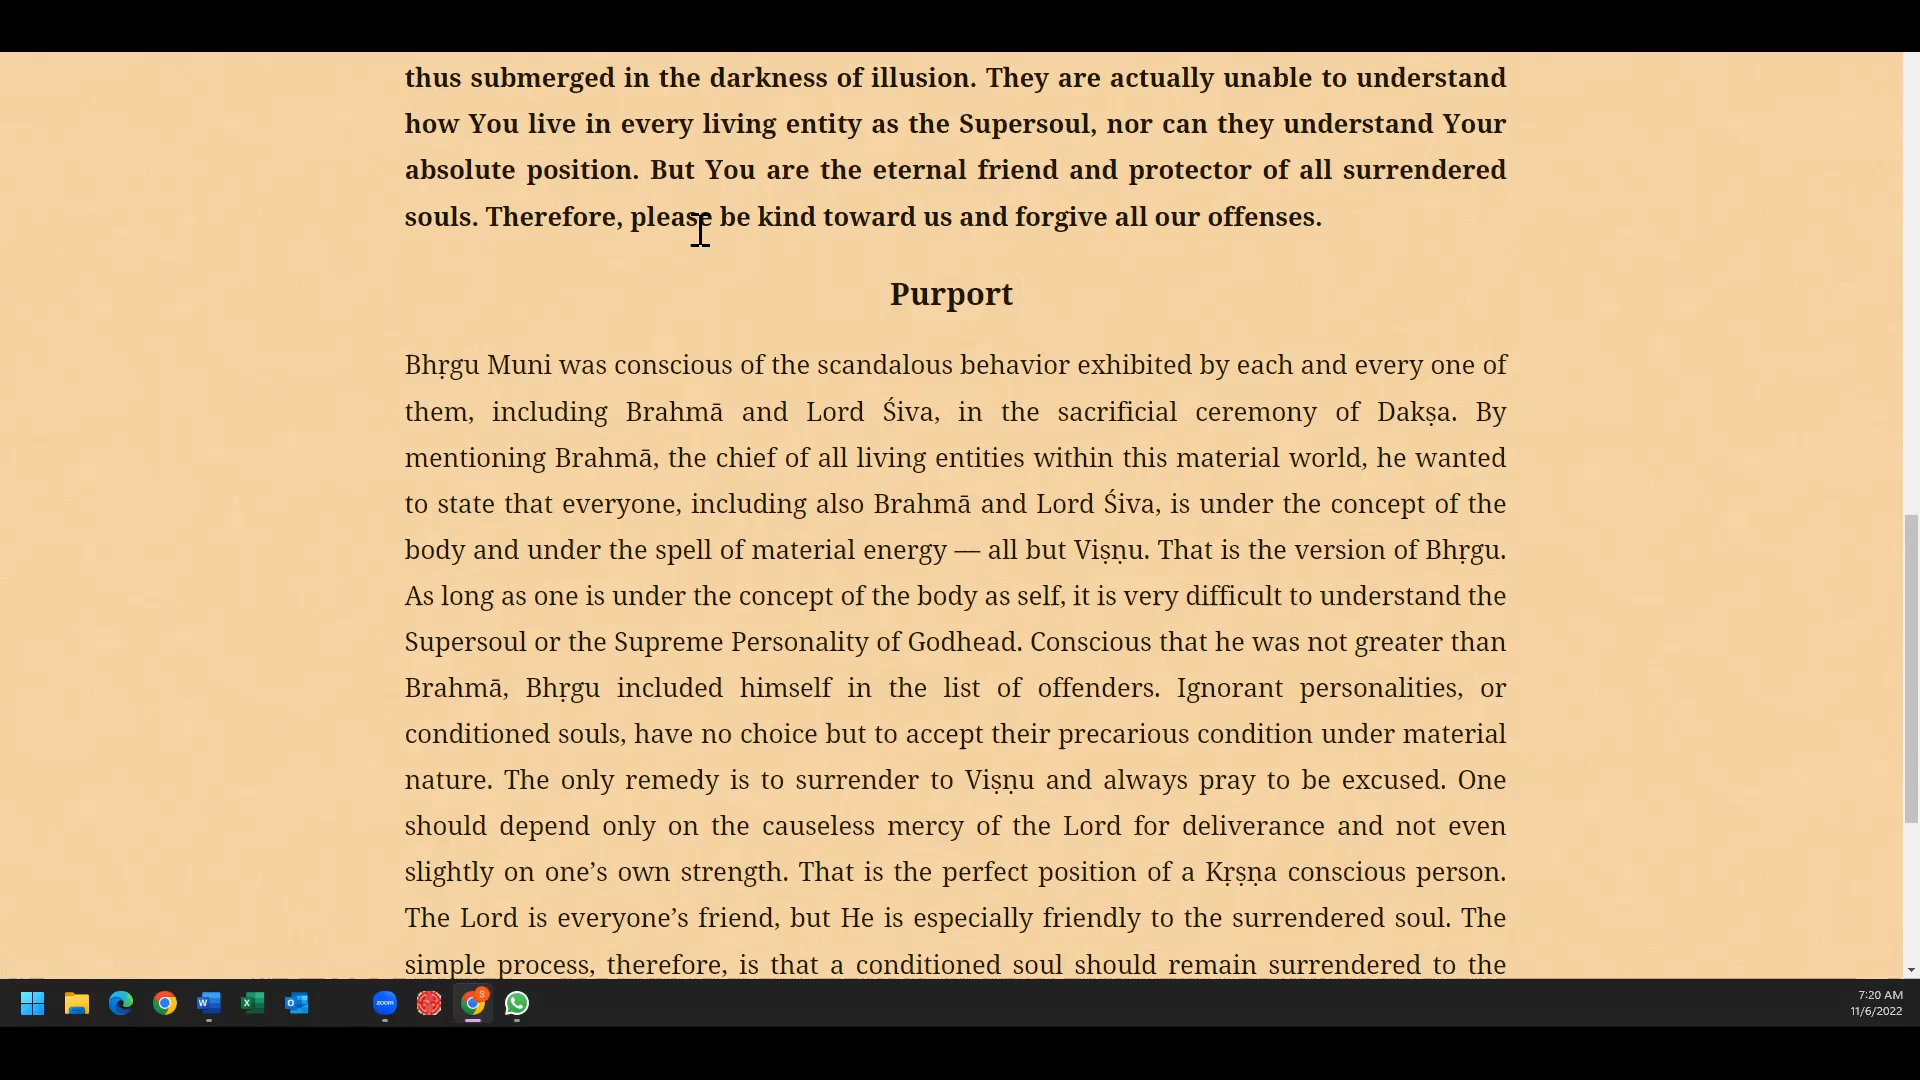 thus submerged in the darkness of illusion. They are actually unable to understand
how You live in every living entity as the Supersoul, nor can they understand Your
absolute position. But You are the eternal friend and protector of all surrendered
souls. Therefore, please be kind toward us and forgive all our offenses.
Purport
Bhṛgu Muni was conscious of the scandalous behavior exhibited by each and every one of
them, including Brahmā and Lord Śiva, in the sacrificial ceremony of Dakṣa. By
mentioning Brahmā, the chief of all living entities within this material world, he wanted
to state that everyone, including also Brahmā and Lord Śiva, is under the concept of the
body and under the spell of material energy — all but Viṣṇu. That is the version of Bhṛgu.
As long as one is under the concept of the body as self, it is very difficult to understand the
Supersoul or the Supreme Personality of Godhead. Conscious that he was not greater than
Brahmā, Bhṛgu included himself in the list of offenders. Ignorant personalities, or
conditioned souls, have no choice but to accept their precarious condition under material
nature. The only remedy is to surrender to Viṣṇu and always pray to be excused. One
should depend only on the causeless mercy of the Lord for deliverance and not even
slightly on one’s own strength. That is the perfect position of a Kṛṣṇa conscious person.
The Lord is everyone’s friend, but He is especially friendly to the surrendered soul. The
simple process, therefore, is that a conditioned soul should remain surrendered to the
zoom
S
7:20 AM
11/6/2022